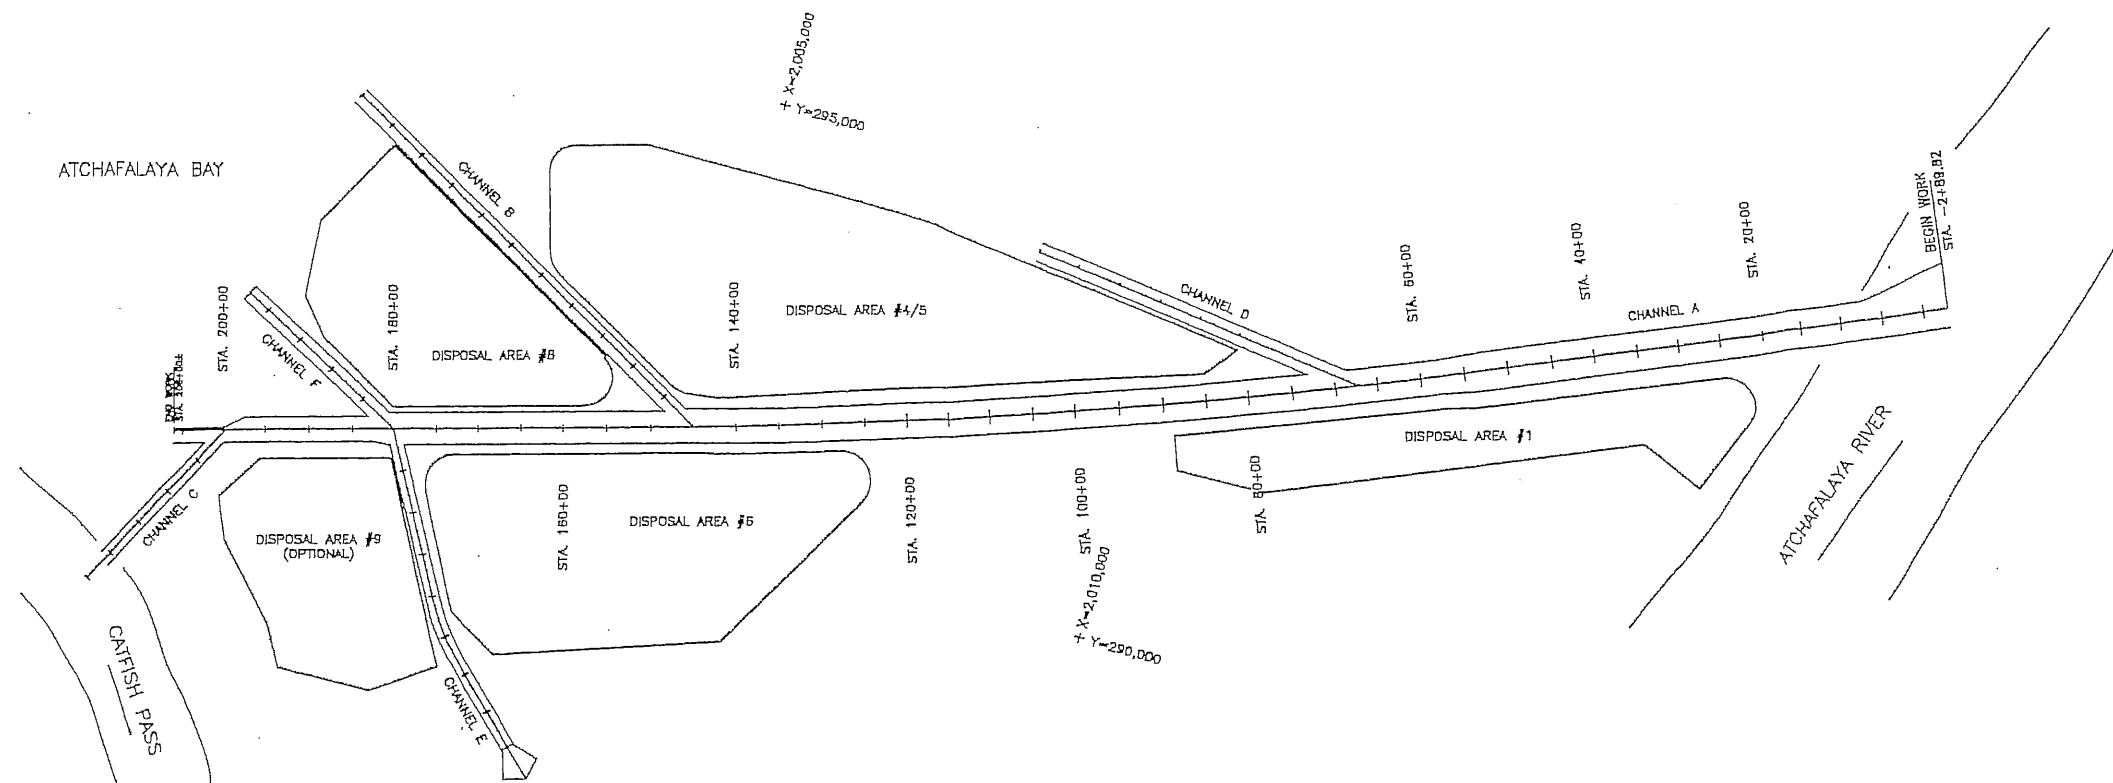 X=2,005,000
+ Y=295,000
ATCHAFALAYA BAY
CHANNEL B
BEGIN WORK
STA. -2+89.82
STA. 20+00
STA. 40+00
STA. 60+00
CHANNEL A
CHANNEL D
DISPOSAL AREA #4/5
STA. 140+00
STA. 180+00
STA. 200+00
DISPOSAL AREA #8
CHANNEL F
END WORK
DISPOSAL AREA #1
ATCHAFALAYA RIVER
STA. 80+00
STA. 100+00
STA. 120+00
STA. 160+00
DISPOSAL AREA #6
DISPOSAL AREA #9
(OPTIONAL)
CHANNEL C
X=2,010,000
+ Y=290,000
CATFISH PASS
CHANNEL E